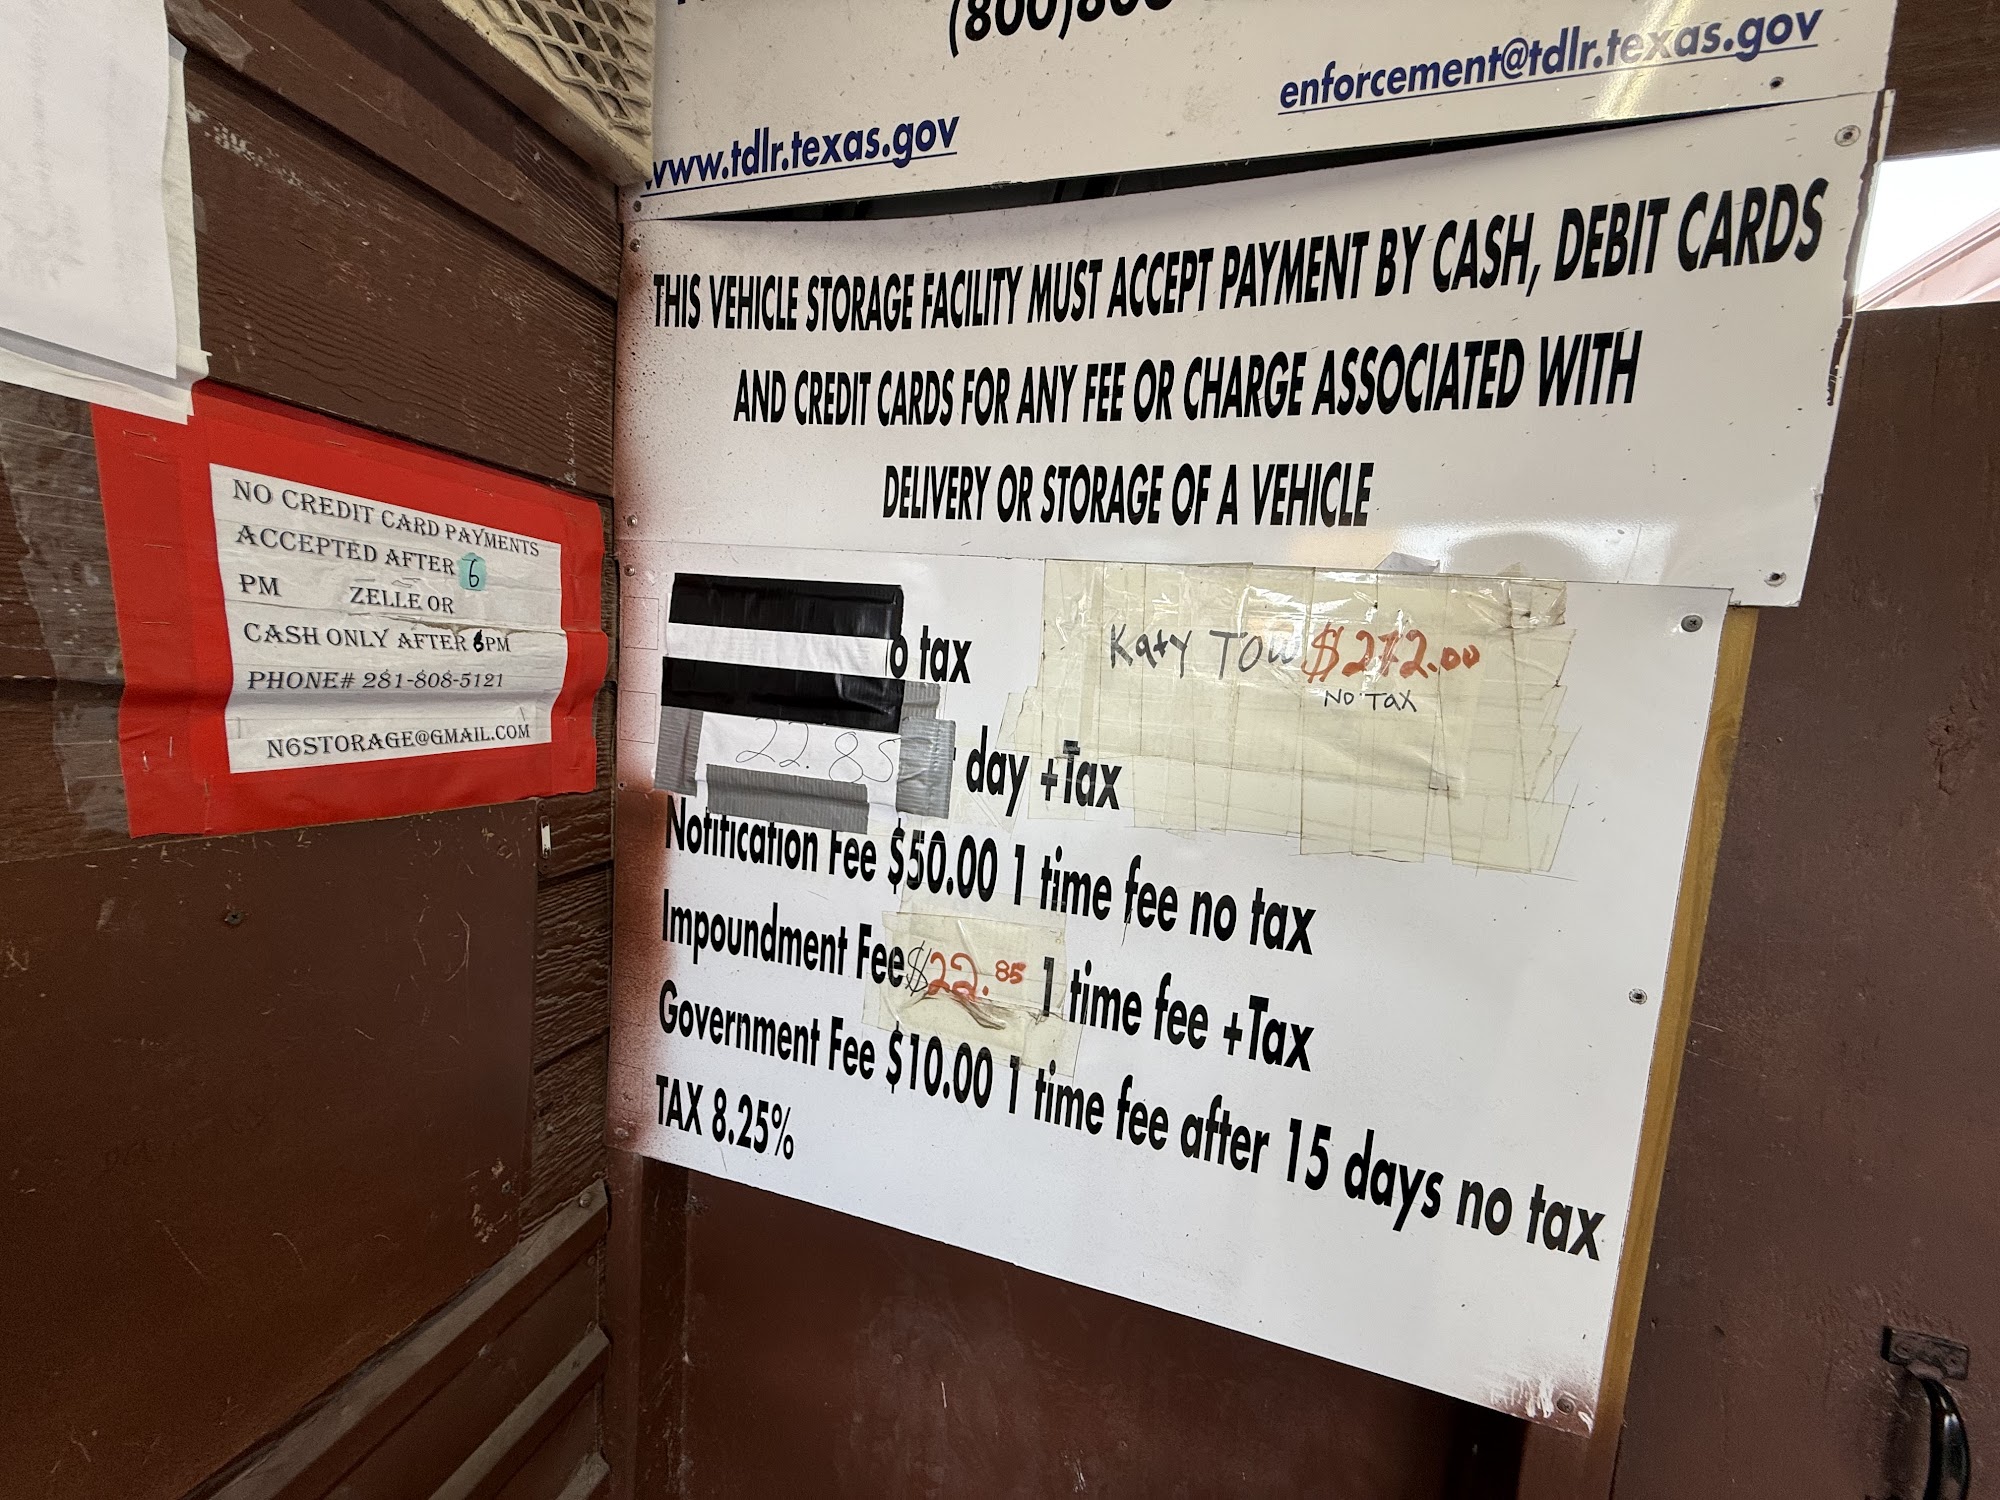 enforcement@tdlr.texas.gov
www.tdlr.texas.gov
THIS VEHICLE STORAGE FACILITY MUST ACCEPT PAYMENT BY CASH, DEBIT CARDS
AND CREDIT CARDS FOR ANY FEE OR CHARGE ASSOCIATED WITH
DELIVERY OR STORAGE OF A VEHICLE
NO CREDIT CARD PAYMENTS
ACCEPTED AFTER 6
PM ZELLE OR
CASH ONLY AFTER 6PM
PHONE# 281-808-5121
N6STORAGE@GMAIL.COM
tax
Katy TOW $272.00
NO TAX
22.85 day +Tax
Notification Fee $50.00 1 time fee no tax
Impoundment Fee $22.85 1 time fee +Tax
Government Fee $10.00 1 time fee after 15 days no tax
TAX 8.25%